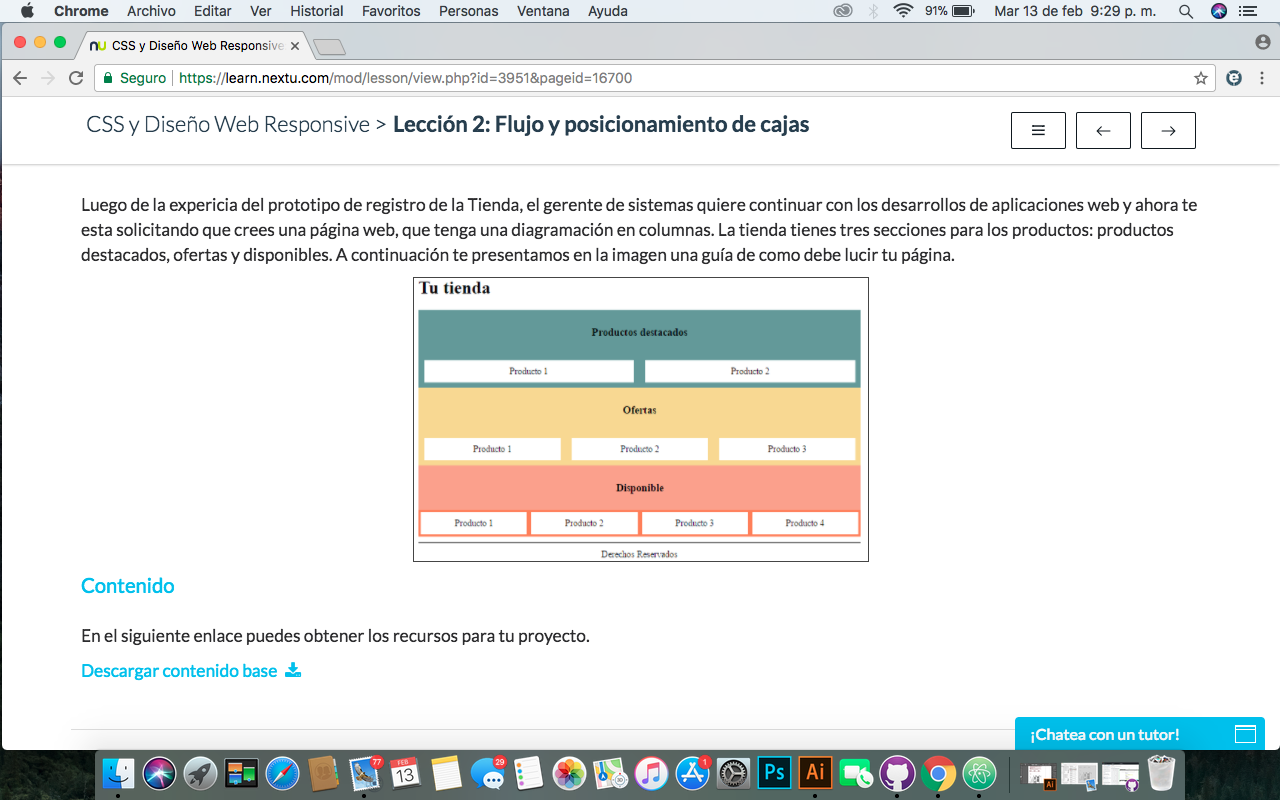 Chrome Archivo Editar Ver Historial Favoritos Personas Ventana Ayuda 91% Mar 13 de feb 9:29 p. m.
nu CSS y Diseño Web Responsive
Seguro https://learn.nextu.com/mod/lesson/view.php?id=3951&pageid=16700
CSS y Diseño Web Responsive > Lección 2: Flujo y posicionamiento de cajas
Luego de la expericia del prototipo de registro de la Tienda, el gerente de sistemas quiere continuar con los desarrollos de aplicaciones web y ahora te
esta solicitando que crees una página web, que tenga una diagramación en columnas. La tienda tienes tres secciones para los productos: productos
destacados, ofertas y disponibles. A continuación te presentamos en la imagen una guía de como debe lucir tu página.
Tu tienda
Productos destacados
Producto 1 Producto 2
Ofertas
Producto 1 Producto 2 Producto 3
Disponible
Producto 1 Producto 2 Producto 3 Producto 4
Derechos Reservados
Contenido
En el siguiente enlace puedes obtener los recursos para tu proyecto.
Descargar contenido base
¡Chatea con un tutor!
77 FEB 13 29 1 Ps Ai